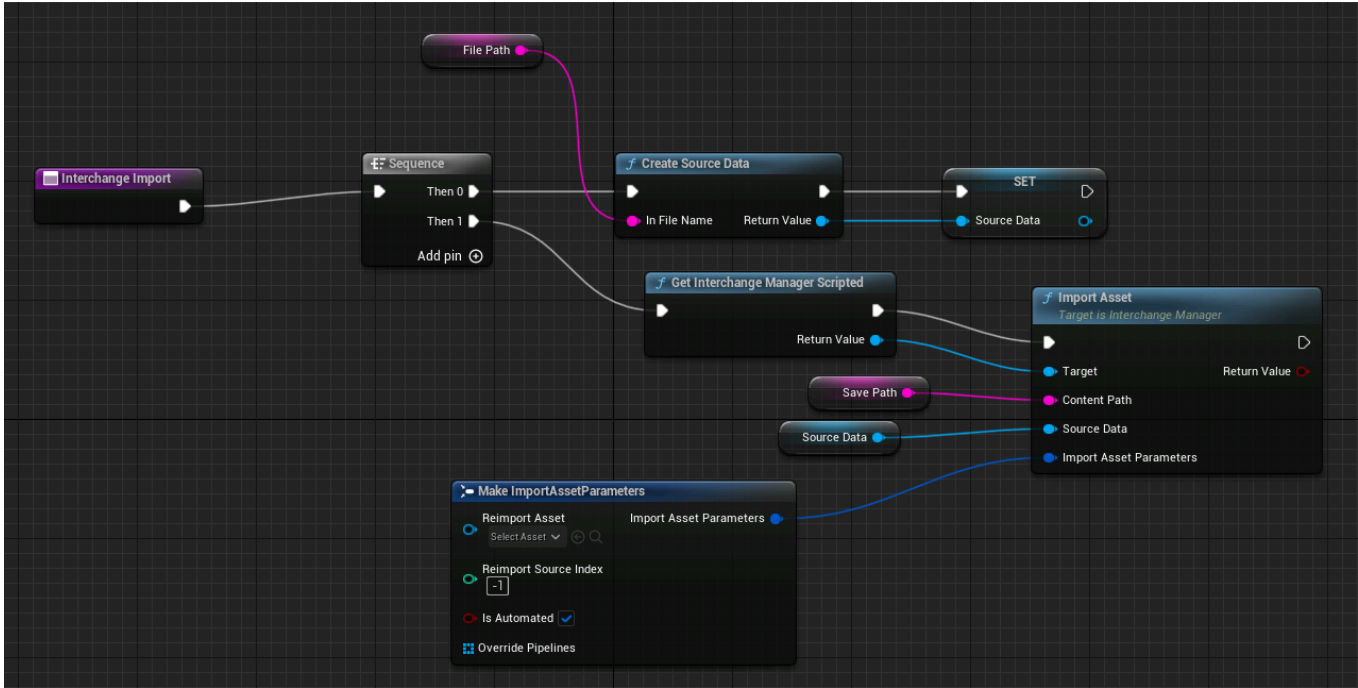 File Path
Interchange Import
Sequence
Then 0
Then 1
Add pin
Create Source Data
In File Name
Return Value
SET
Source Data
Get Interchange Manager Scripted
Return Value
Import Asset
Target is Interchange Manager
Target
Return Value
Content Path
Source Data
Import Asset Parameters
Save Path
Source Data
Make ImportAssetParameters
Reimport Asset
Import Asset Parameters
Select Asset
Reimport Source Index
-1
Is Automated
Override Pipelines